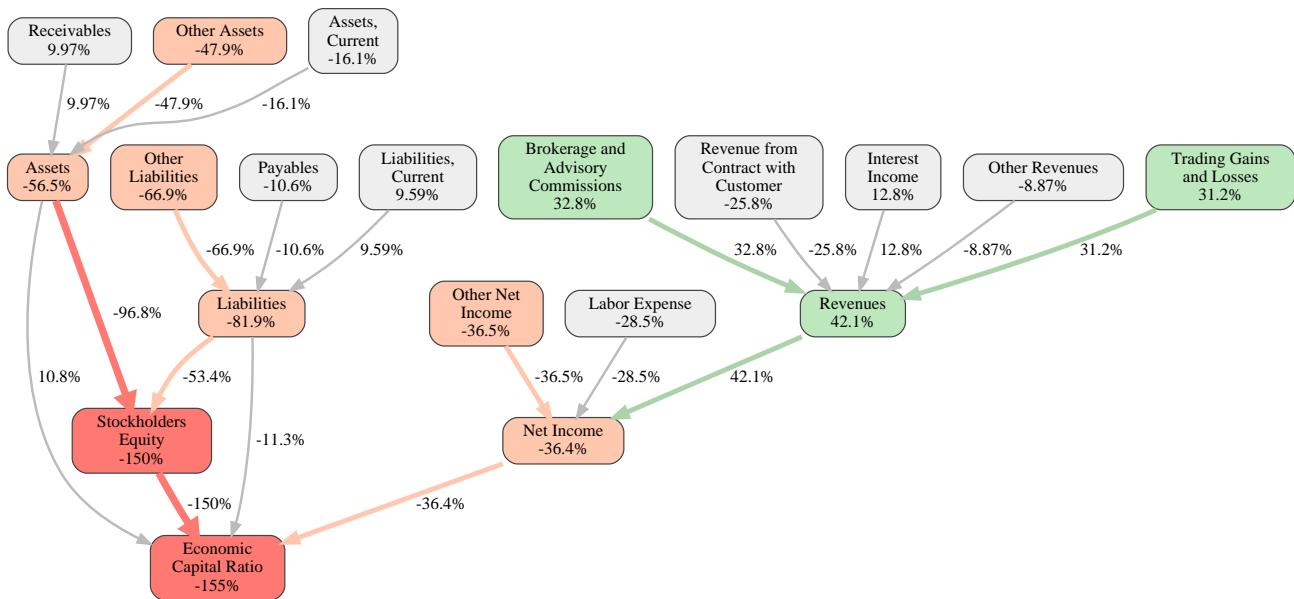 Receivables
9.97%
Other Assets
-47.9%
Assets,
Current
-16.1%
9.97%
-47.9%
-16.1%
Assets
-56.5%
Other
Liabilities
-66.9%
Payables
-10.6%
Liabilities,
Current
9.59%
Brokerage and
Advisory
Commissions
32.8%
Revenue from
Contract with
Customer
-25.8%
Interest
Income
12.8%
Other Revenues
-8.87%
Trading Gains
and Losses
31.2%
-66.9%
-10.6%
9.59%
32.8%
-25.8%
12.8%
-8.87%
31.2%
-96.8%
Liabilities
-81.9%
Other Net
Income
-36.5%
Labor Expense
-28.5%
Revenues
42.1%
10.8%
-53.4%
-36.5%
-28.5%
42.1%
Stockholders
Equity
-150%
-11.3%
Net Income
-36.4%
-150%
-36.4%
Economic
Capital Ratio
-155%